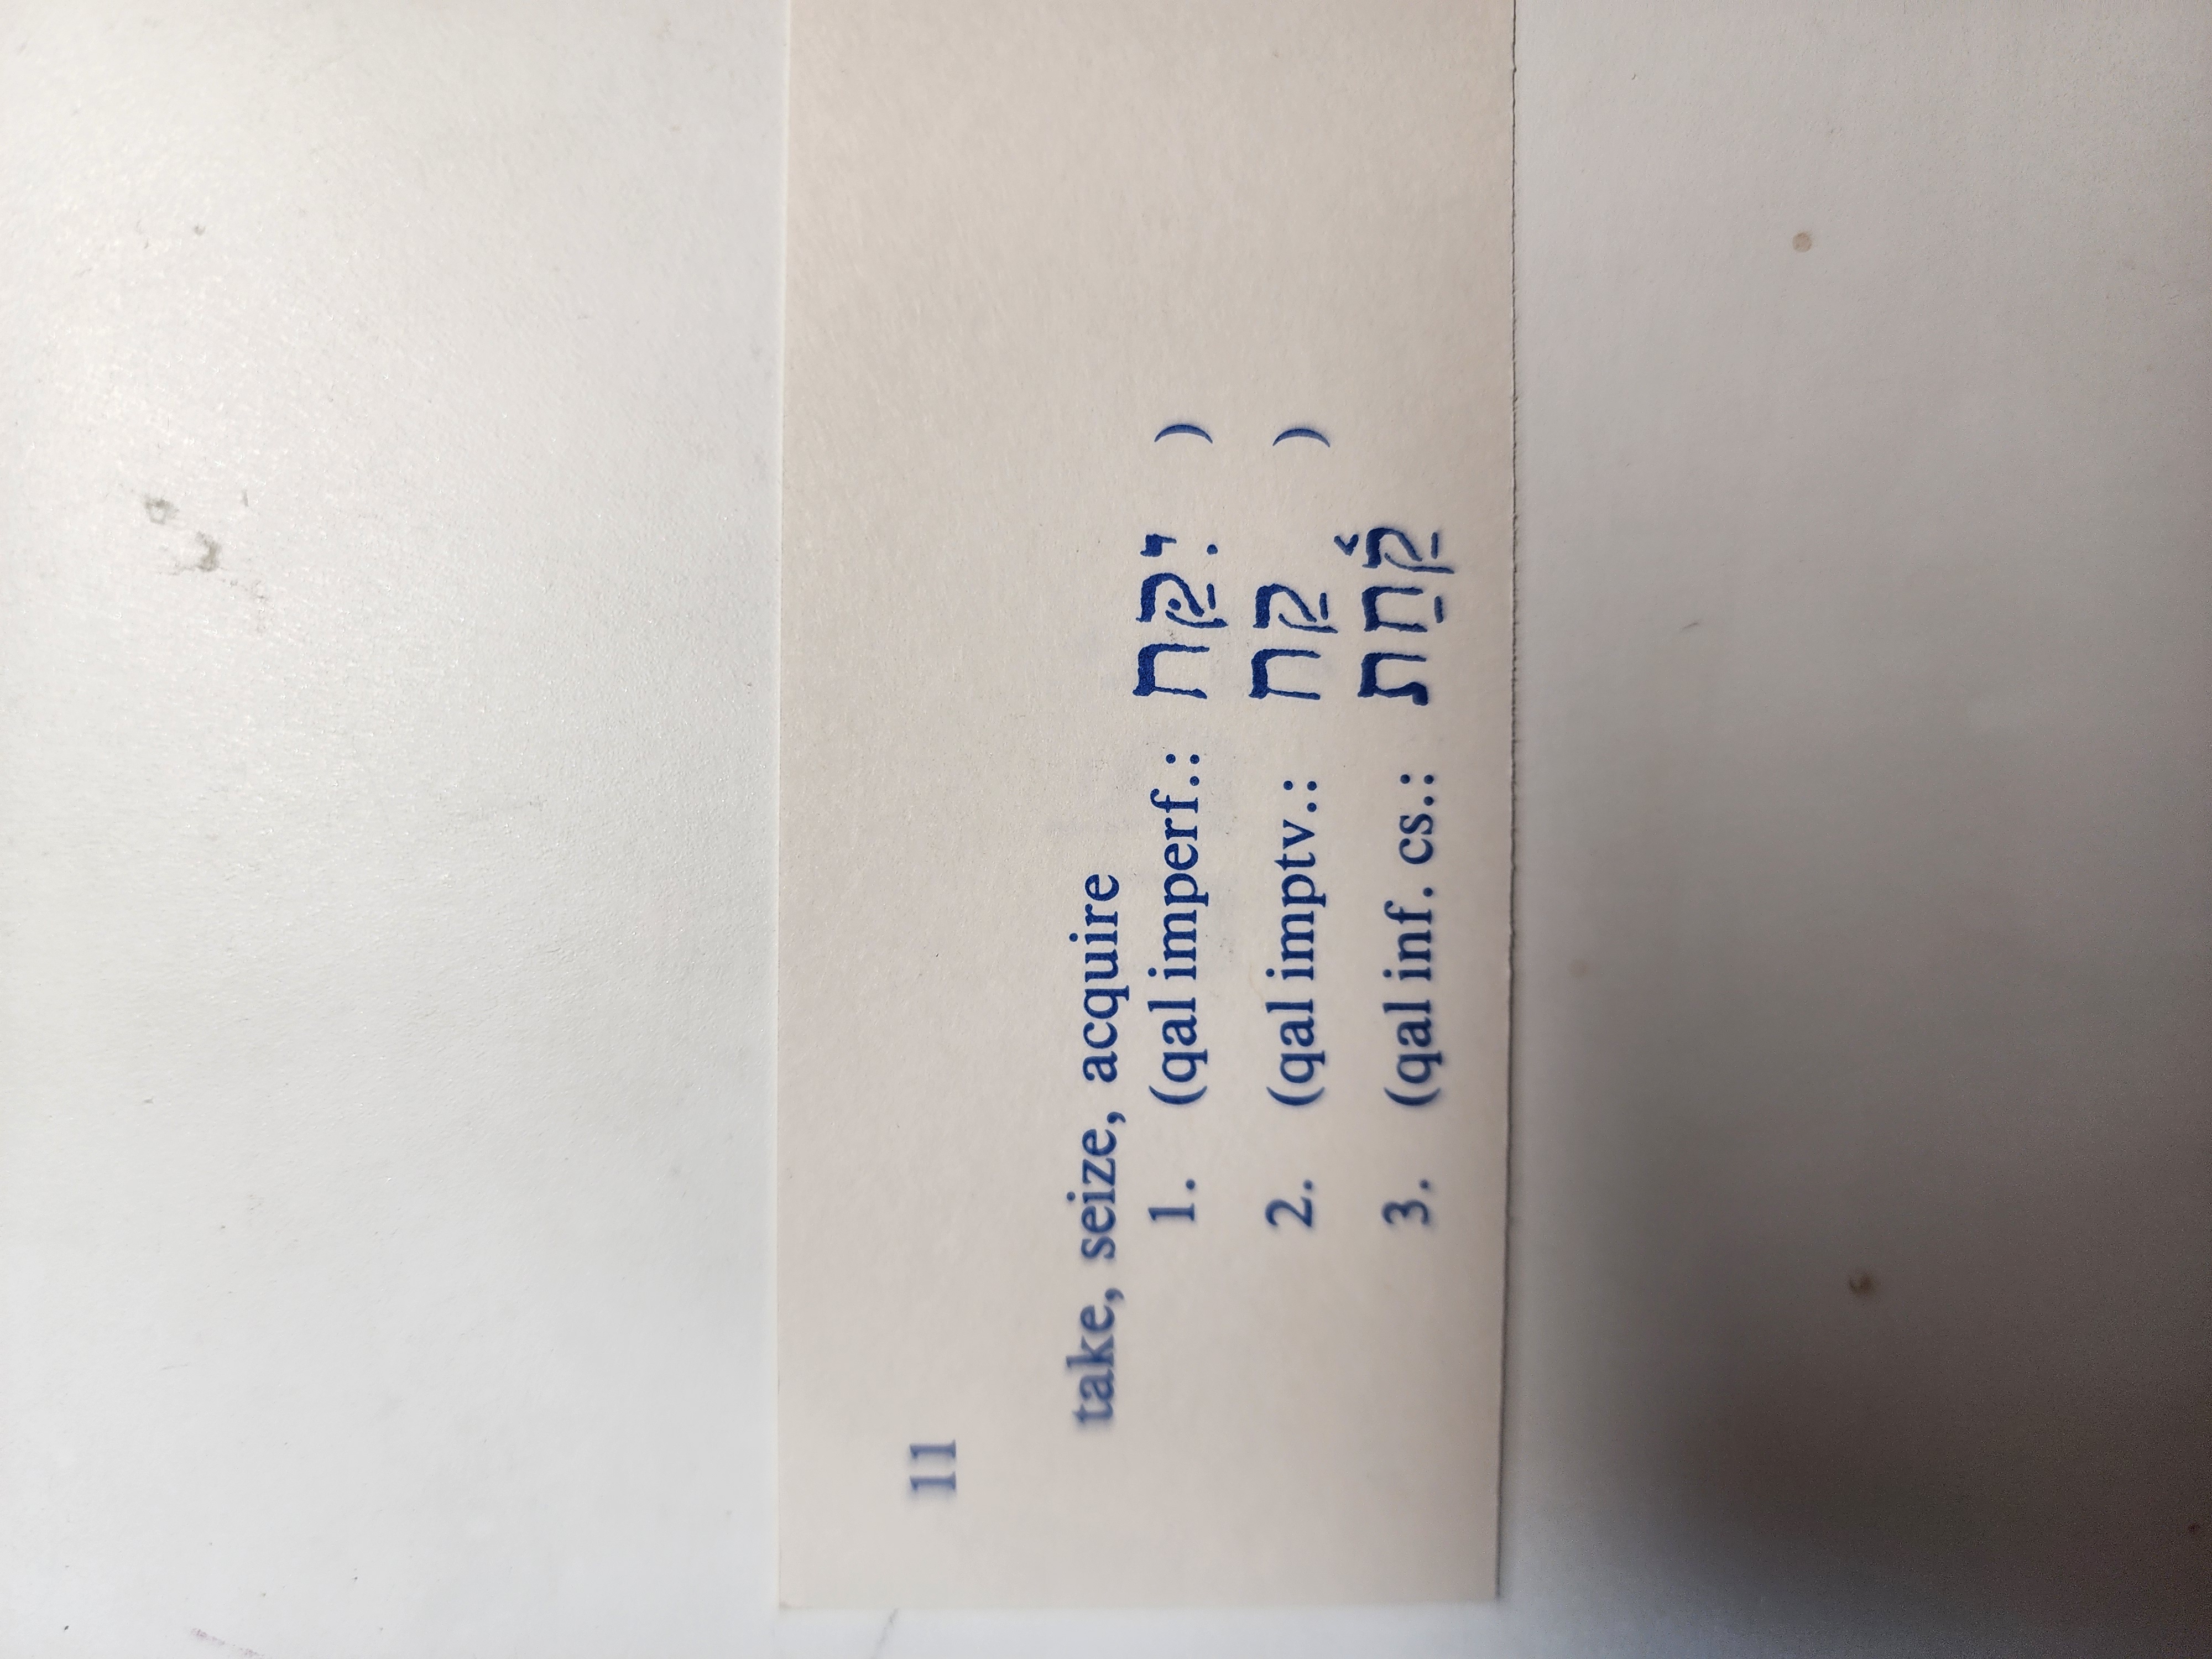 11
take, seize, acquire
1. (qal imperf.: יִקַּח )
2. (qal imptv.: קַח )
3. (qal inf. cs.: קַ֫חַת